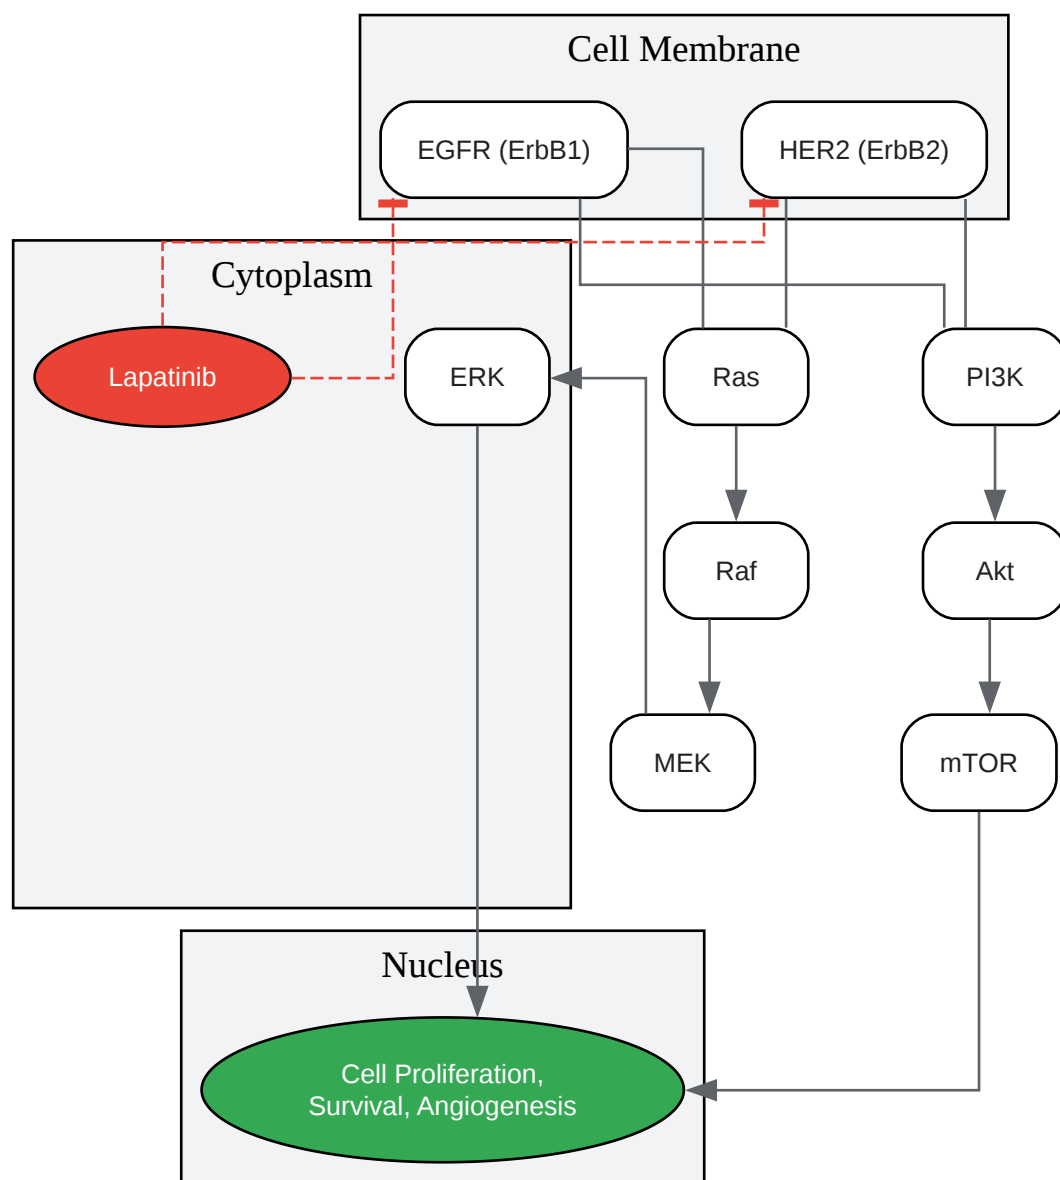 Cell Membrane
EGFR (ErbB1)
HER2 (ErbB2)
Cytoplasm
Lapatinib
ERK
Ras
PI3K
Raf
Akt
MEK
mTOR
Nucleus
Cell Proliferation,
Survival, Angiogenesis